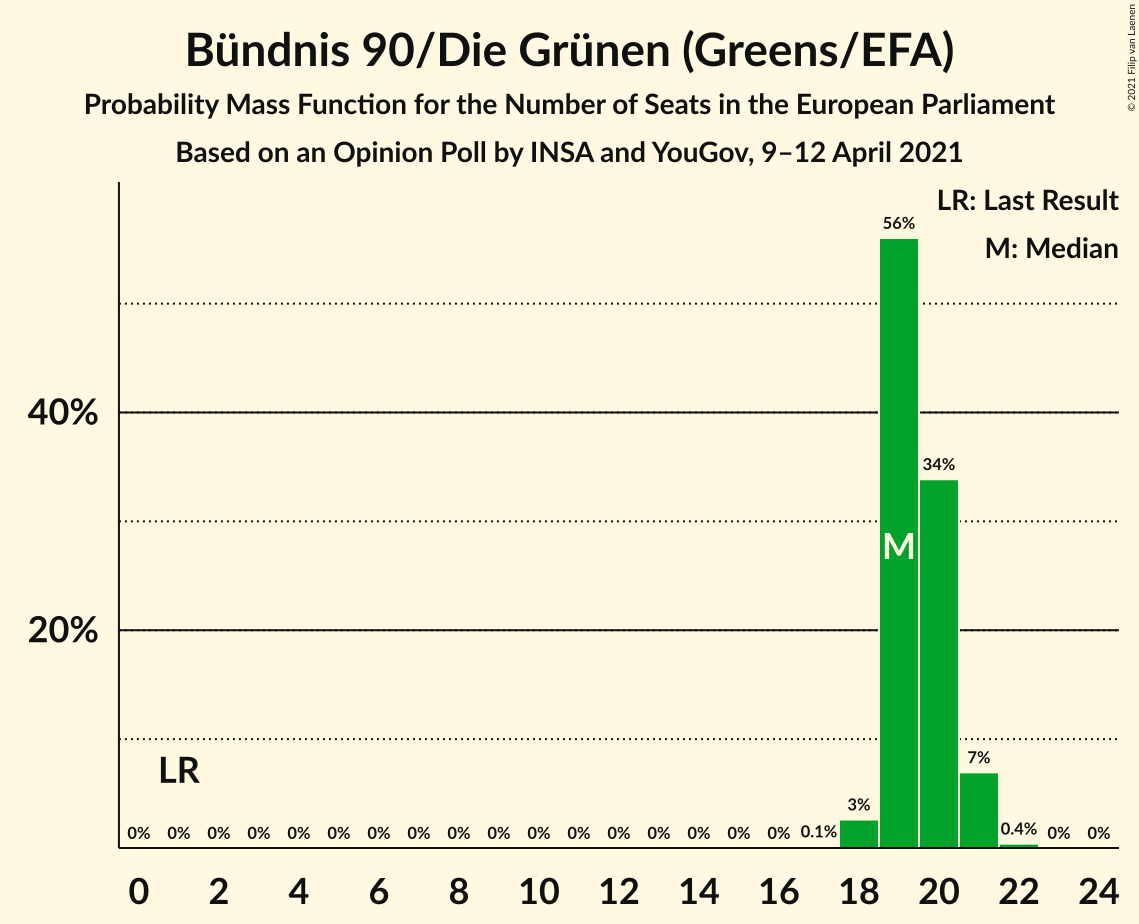 Bündnis 90/Die Grünen (Greens/EFA)
Probability Mass Function for the Number of Seats in the European Parliament
Based on an Opinion Poll by INSA and YouGov, 9–12 April 2021
© 2021 Filip van Laenen
LR: Last Result
M: Median
56%
40%
34%
M
20%
LR
7%
3%
0% 0% 0% 0% 0% 0% 0% 0% 0% 0% 0% 0% 0% 0% 0% 0% 0% 0.1% 0.4% 0% 0%
0 2 4 6 8 10 12 14 16 18 20 22 24